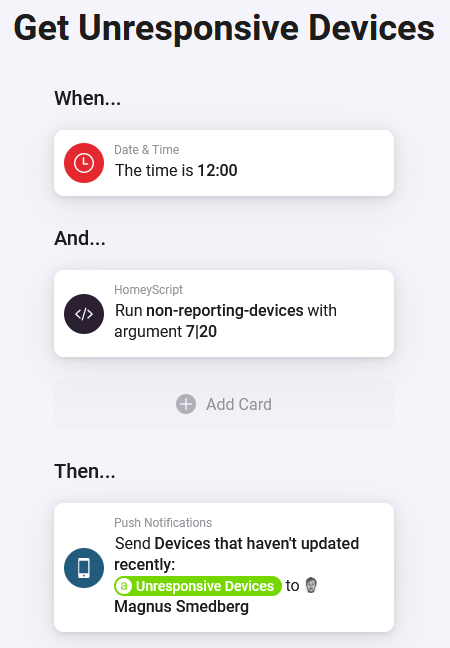 Get Unresponsive Devices
When...
Date & Time
The time is 12:00
And...
HomeyScript
Run non-reporting-devices with
argument 7|20
Add Card
Then...
Push Notifications
Send Devices that haven't updated
recently:
a Unresponsive Devices to
Magnus Smedberg